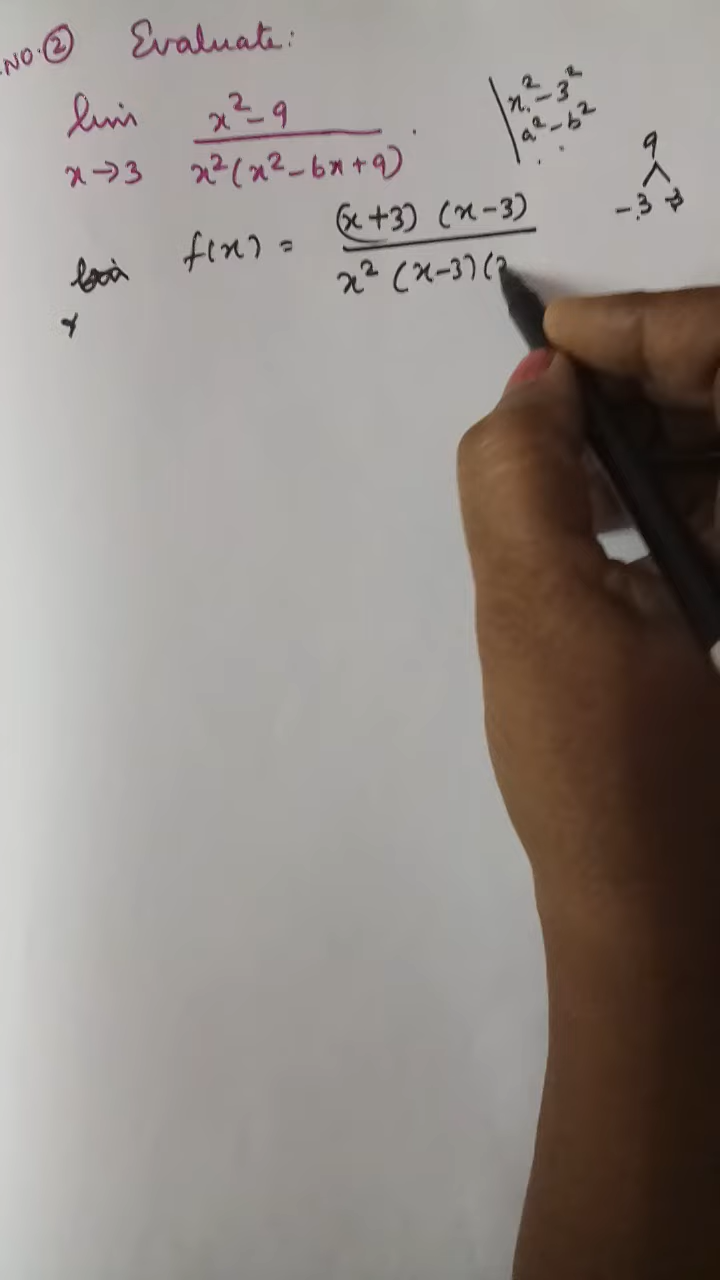 NO. ② Evaluate:
lim x→3 (x² - 9) / (x²(x² - 6x + 9)).
x² - 3²
a² - b²
9
-3
f(x) = ((x+3) (x-3)) / (x² (x-3) (